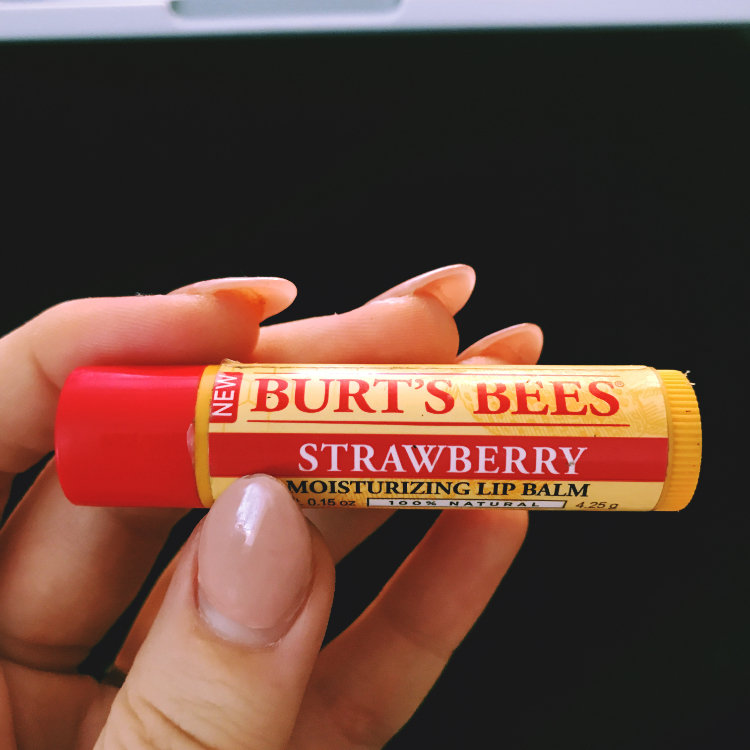 NEW
BURT'S BEES®
STRAWBERRY
MOISTURIZING LIP BALM
0.15 oz 100% NATURAL 4.25 g